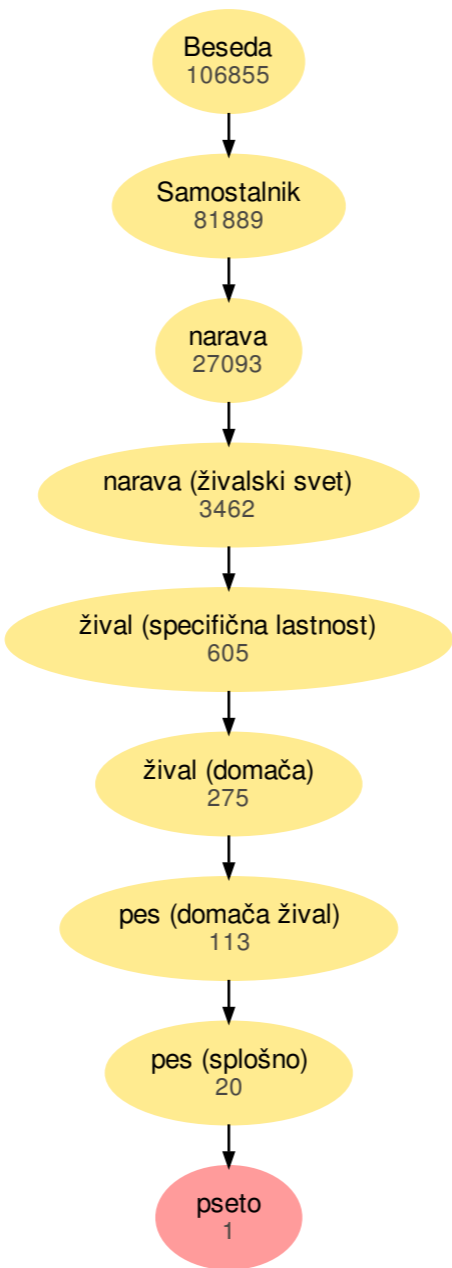 Beseda
106855
Samostalnik
81889
narava
27093
narava (živalski svet)
3462
žival (specifična lastnost)
605
žival (domača)
275
pes (domača žival)
113
pes (splošno)
20
pseto
1